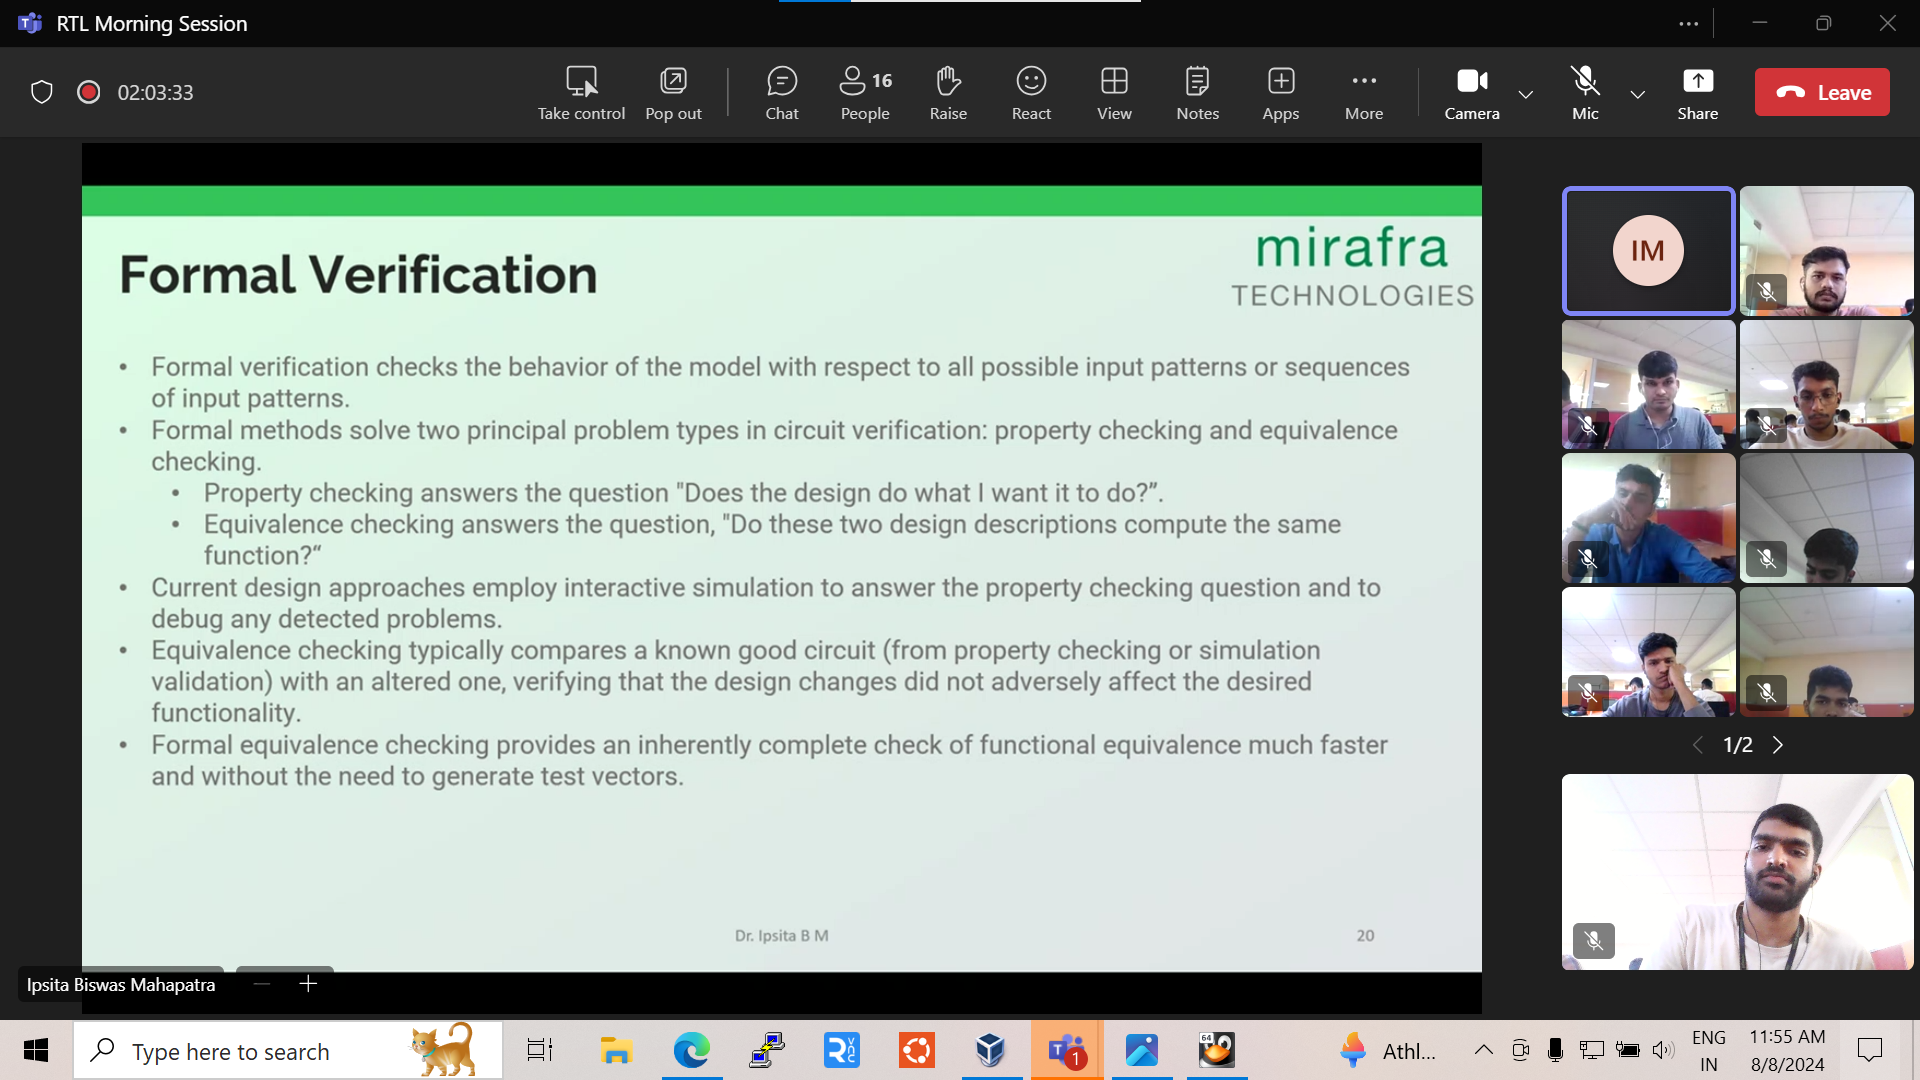 RTL Morning Session
02:03:33
Take control
Pop out
Chat
16
People
Raise
React
View
Notes
Apps
More
Camera
Mic
Share
Leave
mirafra
TECHNOLOGIES
Formal Verification
• Formal verification checks the behavior of the model with respect to all possible input patterns or sequences
of input patterns.
• Formal methods solve two principal problem types in circuit verification: property checking and equivalence
checking.
• Property checking answers the question "Does the design do what I want it to do?”.
• Equivalence checking answers the question, "Do these two design descriptions compute the same
function?“
• Current design approaches employ interactive simulation to answer the property checking question and to
debug any detected problems.
• Equivalence checking typically compares a known good circuit (from property checking or simulation
validation) with an altered one, verifying that the design changes did not adversely affect the desired
functionality.
• Formal equivalence checking provides an inherently complete check of functional equivalence much faster
and without the need to generate test vectors.
Dr. Ipsita B M
20
IM
1/2
Ipsita Biswas Mahapatra
Type here to search
1
64
Athl...
ENG
IN
11:55 AM
8/8/2024